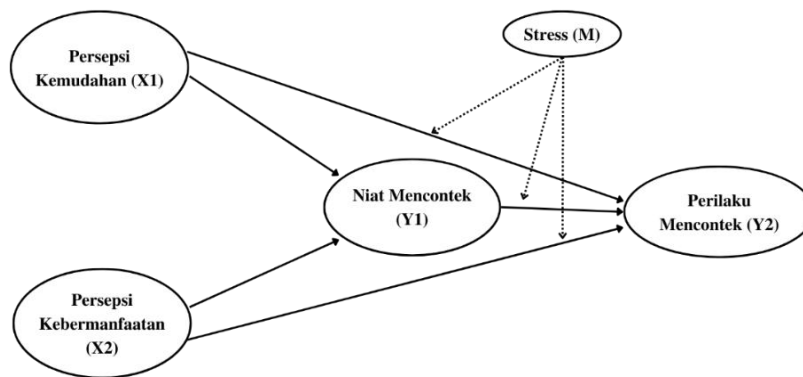 Persepsi
Kemudahan (X1)
Stress (M)
Niat Mencontek
(Y1)
Perilaku
Mencontek (Y2)
Persepsi
Kebermanfaatan
(X2)